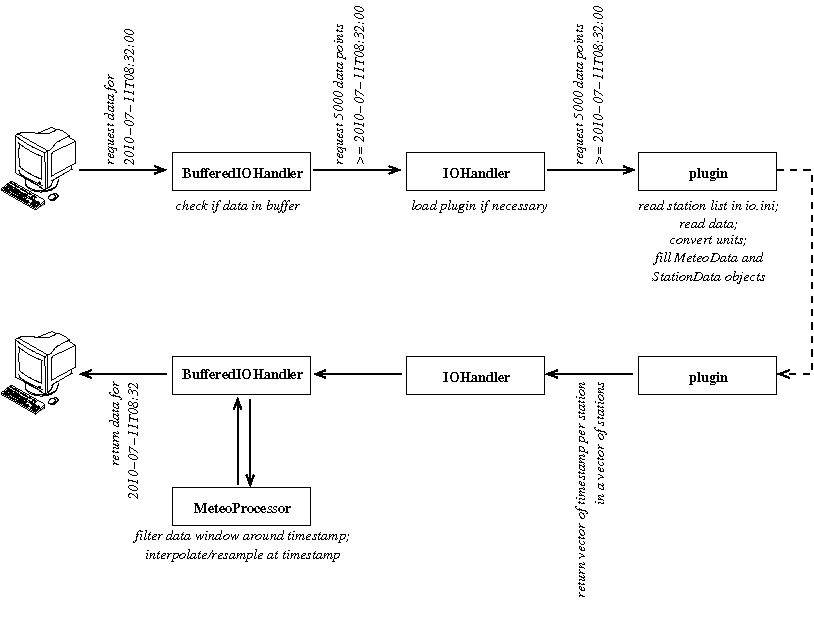 request data for
2010-07-11T08:32:00
request 5000 data points
>= 2010-07-11T08:32:00
request 5000 data points
>= 2010-07-11T08:32:00
BufferedIOHandler
IOHandler
plugin
check if data in buffer
load plugin if necessary
read station list in io.ini;
read data;
convert units;
fill MeteoData and
StationData objects
BufferedIOHandler
IOHandler
plugin
return data for
2010-07-11T08:32
return vector of timestamp per station
in a vector of stations
MeteoProcessor
filter data window around timestamp;
interpolate/resample at timestamp